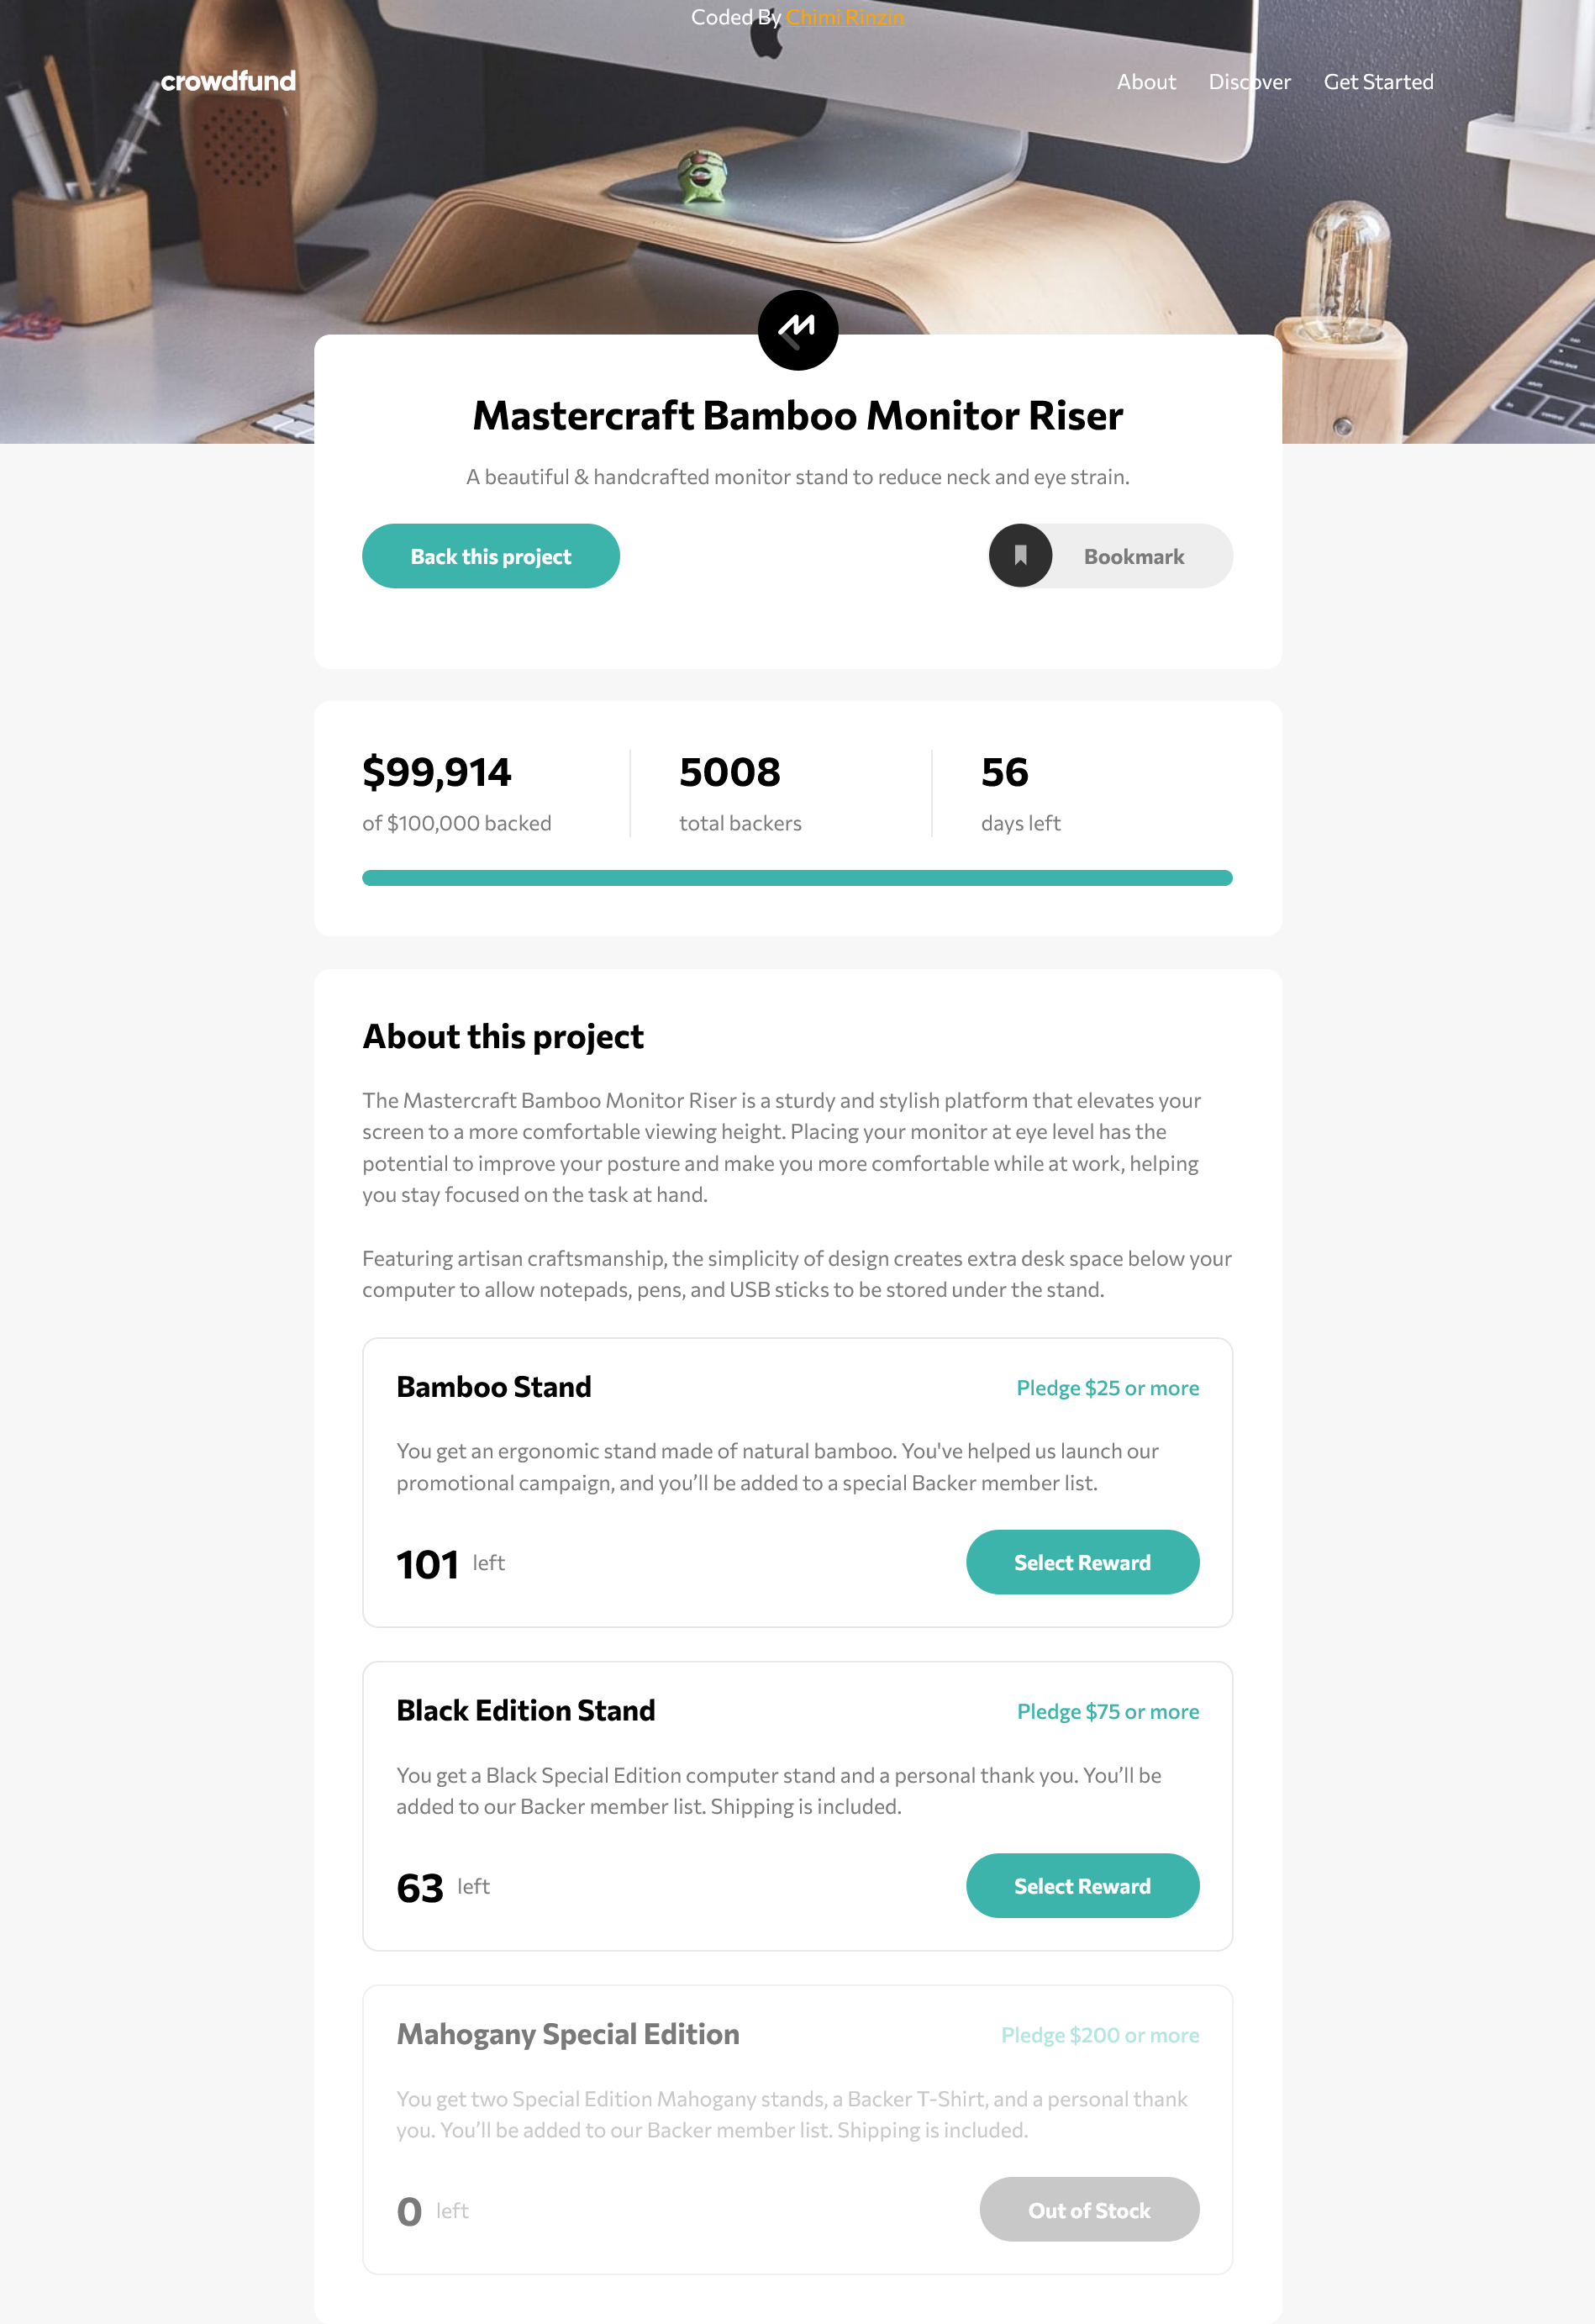 Coded By Chimi Rinzin
crowdfund
About Discover Get Started
Mastercraft Bamboo Monitor Riser
A beautiful & handcrafted monitor stand to reduce neck and eye strain.
Back this project
Bookmark
$99,914
of $100,000 backed
5008
total backers
56
days left
About this project
The Mastercraft Bamboo Monitor Riser is a sturdy and stylish platform that elevates your
screen to a more comfortable viewing height. Placing your monitor at eye level has the
potential to improve your posture and make you more comfortable while at work, helping
you stay focused on the task at hand.
Featuring artisan craftsmanship, the simplicity of design creates extra desk space below your
computer to allow notepads, pens, and USB sticks to be stored under the stand.
Bamboo Stand
Pledge $25 or more
You get an ergonomic stand made of natural bamboo. You've helped us launch our
promotional campaign, and you’ll be added to a special Backer member list.
101 left
Select Reward
Black Edition Stand
Pledge $75 or more
You get a Black Special Edition computer stand and a personal thank you. You’ll be
added to our Backer member list. Shipping is included.
63 left
Select Reward
Mahogany Special Edition
Pledge $200 or more
You get two Special Edition Mahogany stands, a Backer T-Shirt, and a personal thank
you. You’ll be added to our Backer member list. Shipping is included.
0 left
Out of Stock